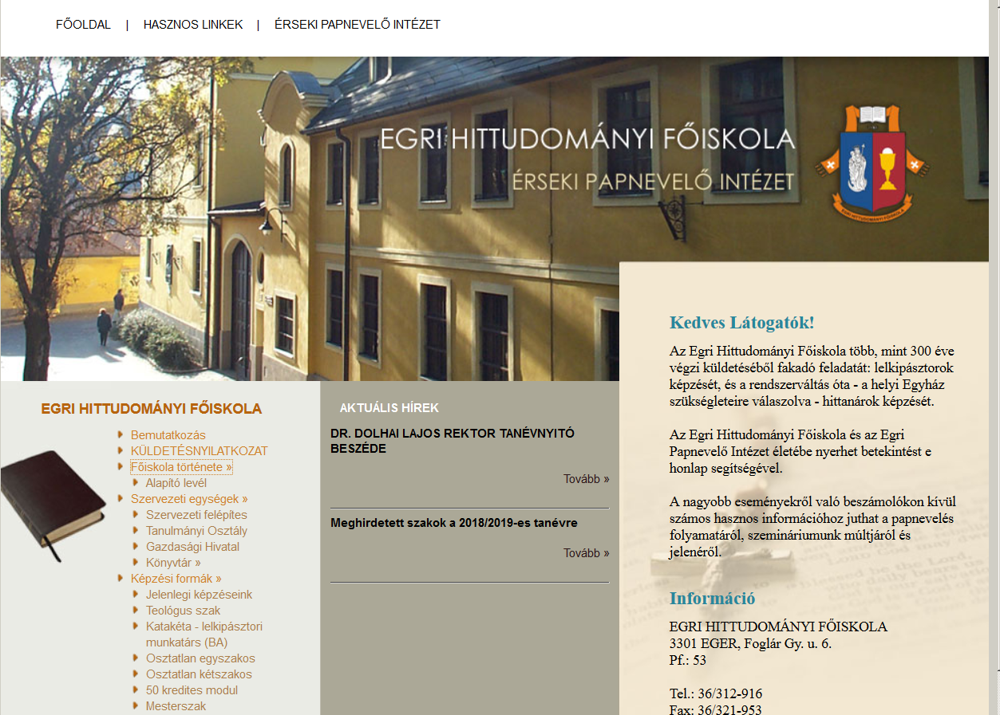 FŐOLDAL | HASZNOS LINKEK | ÉRSEKI PAPNEVELŐ INTÉZET
EGRI HITTUDOMÁNYI FŐISKOLA
ÉRSEKI PAPNEVELŐ INTÉZET
EGRI HITTUDOMÁNYI FŐISKOLA
EGRI HITTUDOMÁNYI FŐISKOLA
Bemutatkozás
KÜLDETÉSNYILATKOZAT
Főiskola története »
Alapító levél
Szervezeti egységek »
Szervezeti felépítes
Tanulmányi Osztály
Gazdasági Hivatal
Könyvtár »
Képzési formák »
Jelenlegi képzéseink
Teológus szak
Katakéta - lelkipásztori
munkatárs (BA)
Osztatlan egyszakos
Osztatlan kétszakos
50 kredites modul
Mesterszak
AKTUÁLIS HÍREK
DR. DOLHAI LAJOS REKTOR TANÉVNYITÓ
BESZÉDE
Tovább »
Meghirdetett szakok a 2018/2019-es tanévre
Tovább »
Kedves Látogatók!
Az Egri Hittudományi Főiskola több, mint 300 éve
végzi küldetéséből fakadó feladatát: lelkipásztorok
képzését, és a rendszerváltás óta - a helyi Egyház
szükségleteire válaszolva - hittanárok képzését.
Az Egri Hittudományi Főiskola és az Egri
Papnevelő Intézet életébe nyerhet betekintést e
honlap segítségével.
A nagyobb eseményekről való beszámolókon kívül
számos hasznos információhoz juthat a papnevelés
folyamatáról, szemináriumunk múltjáról és
jelenéről.
Információ
EGRI HITTUDOMÁNYI FŐISKOLA
3301 EGER, Foglár Gy. u. 6.
Pf.: 53
Tel.: 36/312-916
Fax: 36/321-953